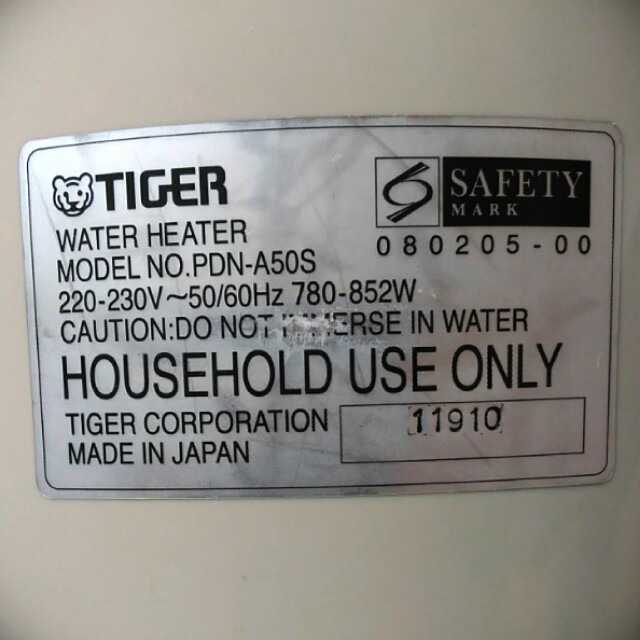 TIGER
SAFETY
MARK
080205-00
WATER HEATER
MODEL NO.PDN-A50S
220-230V~50/60Hz 780-852W
CAUTION:DO NOT IMMERSE IN WATER
HOUSEHOLD USE ONLY
TIGER CORPORATION
11910
MADE IN JAPAN